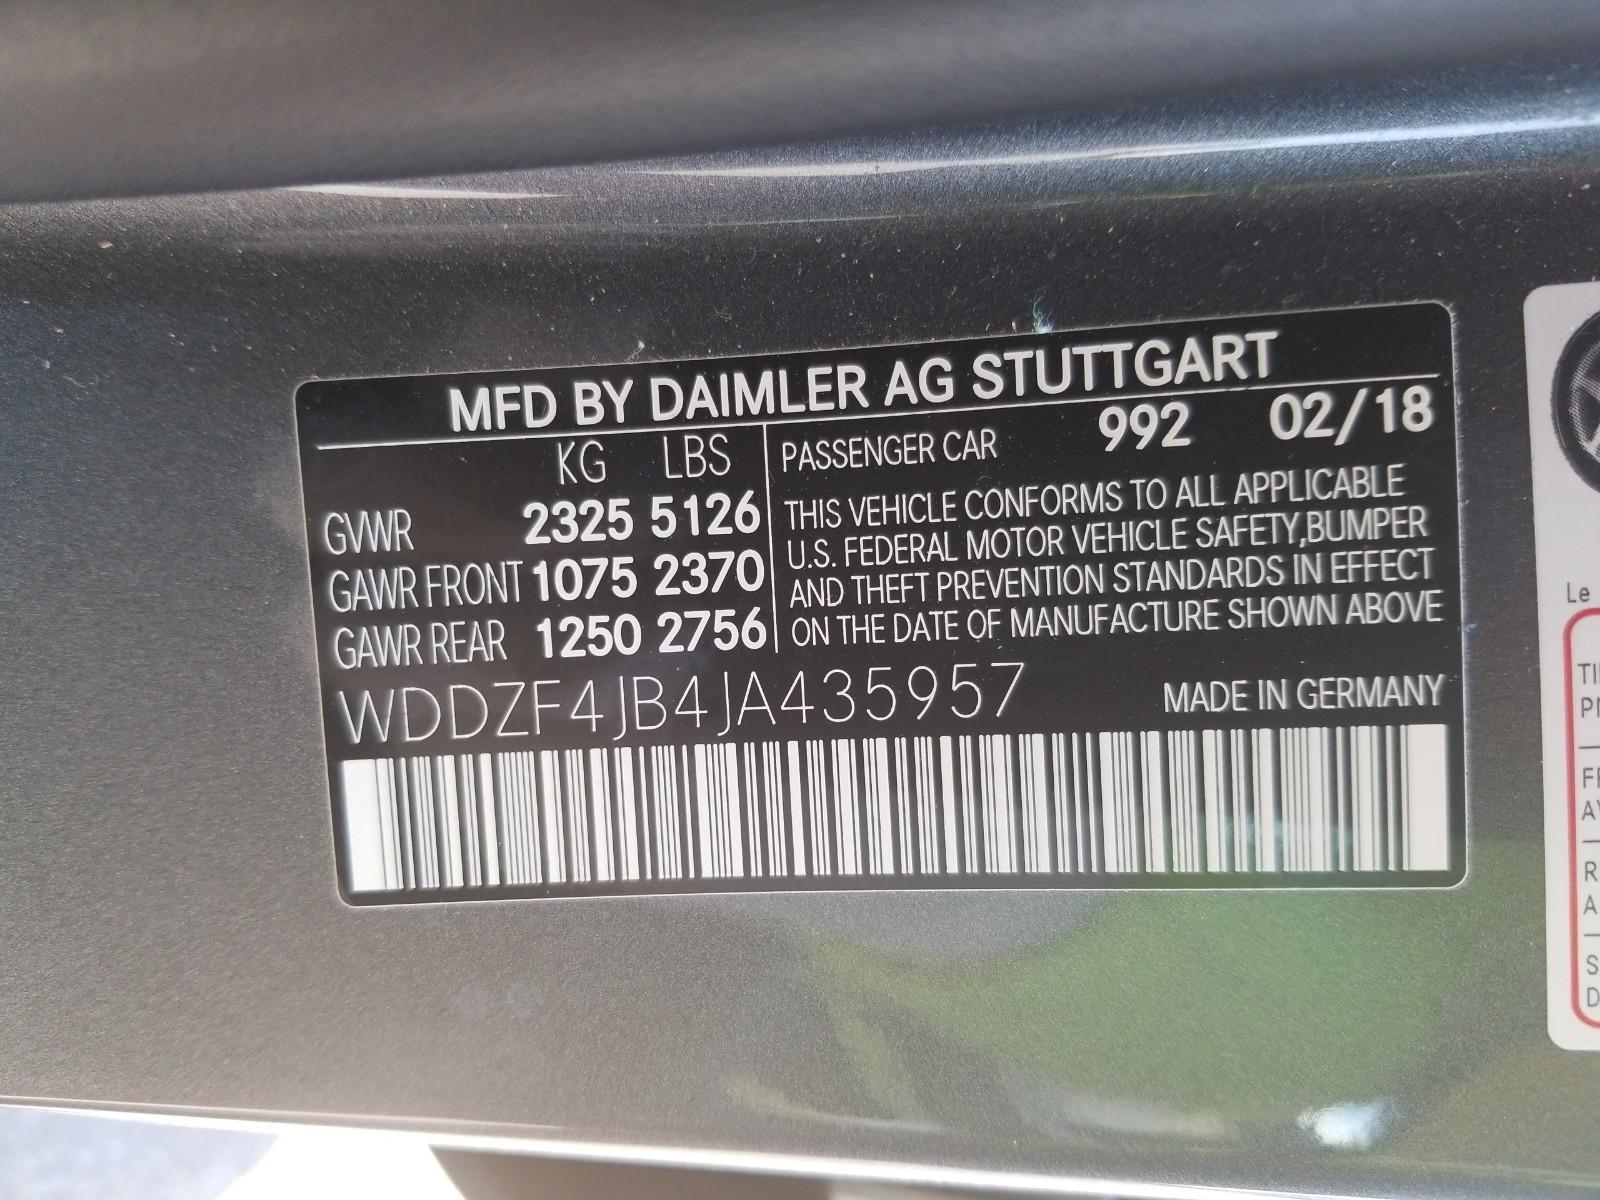 MFD BY DAIMLER AG STUTTGART
KG LBS
GVWR 2325 5126
GAWR FRONT 1075 2370
GAWR REAR 1250 2756
PASSENGER CAR 992 02/18
THIS VEHICLE CONFORMS TO ALL APPLICABLE
U.S. FEDERAL MOTOR VEHICLE SAFETY,BUMPER
AND THEFT PREVENTION STANDARDS IN EFFECT
ON THE DATE OF MANUFACTURE SHOWN ABOVE
WDDZF4JB4JA435957 MADE IN GERMANY
Le